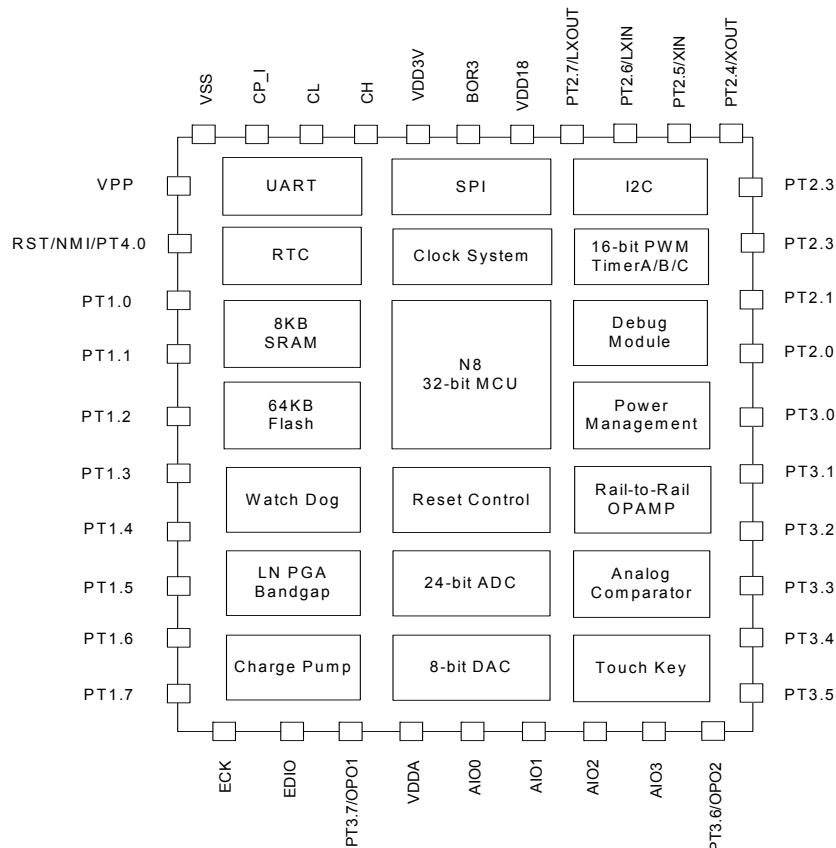 VSS
CP_I
CL
CH
VDD3V
BOR3
VDD18
PT2.7/LXOUT
PT2.6/LXIN
PT2.5/XIN
PT2.4/XOUT
VPP
UART
SPI
I2C
PT2.3
RST/NMI/PT4.0
RTC
Clock System
16-bit PWM
TimerA/B/C
PT2.3
PT1.0
8KB
SRAM
N8
32-bit MCU
Debug
Module
PT2.1
PT1.1
PT2.0
PT1.2
64KB
Flash
Power
Management
PT3.0
PT1.3
Watch Dog
Reset Control
Rail-to-Rail
OPAMP
PT3.1
PT1.4
PT3.2
PT1.5
LN PGA
Bandgap
24-bit ADC
Analog
Comparator
PT3.3
PT1.6
Charge Pump
8-bit DAC
Touch Key
PT3.4
PT1.7
PT3.5
ECK
EDIO
PT3.7/OPO1
VDDA
AIO0
AIO1
AIO2
AIO3
PT3.6/OPO2